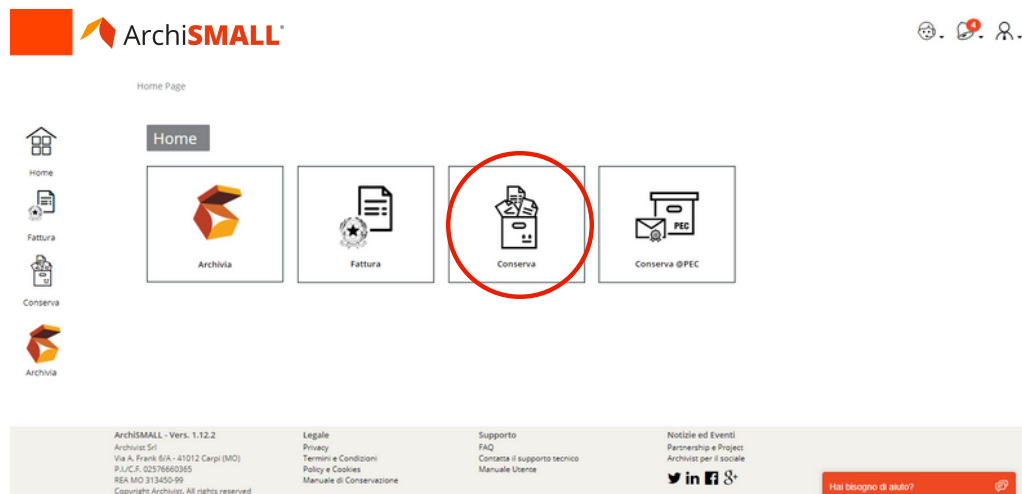 ArchiSMALL
4
Home Page
Home
Home
Fattura
Conserva
Archivia
Archivia
Fattura
Conserva
PEC
Conserva @PEC
ArchiSMALL - Vers. 1.12.2
Archivist Srl
Via A. Frank 6/A - 41012 Carpi (MO)
P.I./C.F. 02576660365
REA MO 313450-99
Copyright Archivist. All rights reserved
Legale
Privacy
Termini e Condizioni
Policy e Cookies
Manuale di Conservazione
Supporto
FAQ
Contatta il supporto tecnico
Manuale Utente
Notizie ed Eventi
Partnership e Project
Archivist per il sociale
Hai bisogno di aiuto?